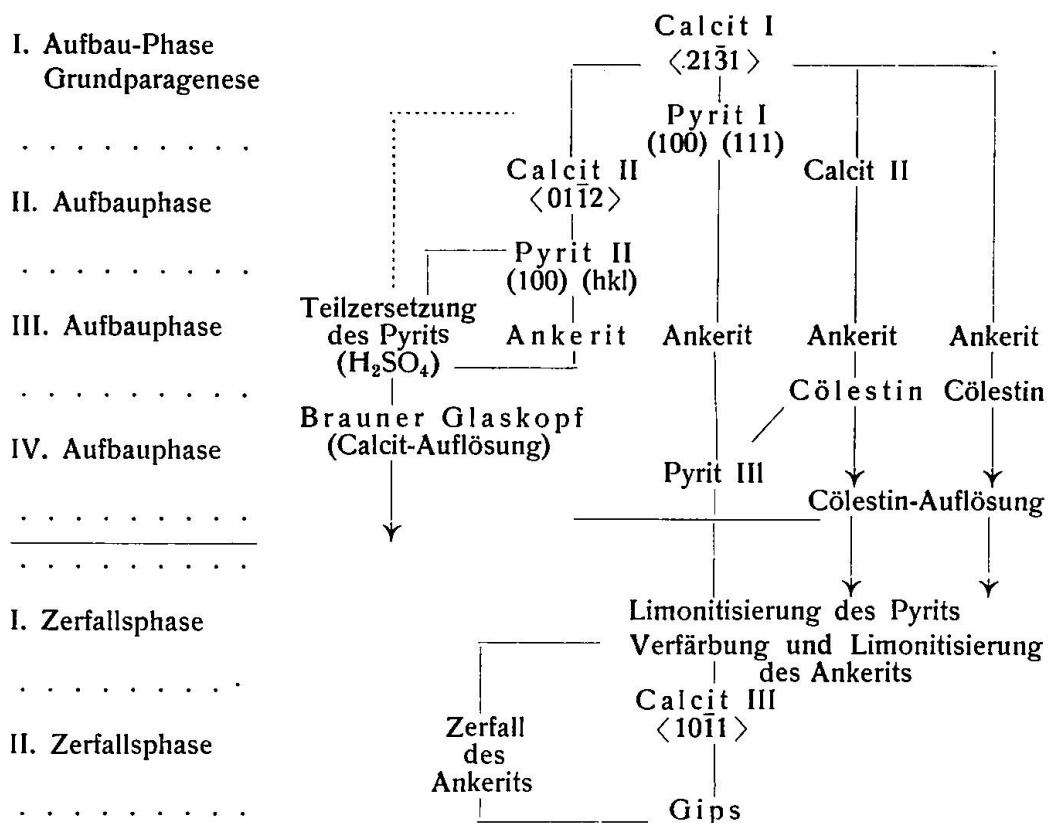 Calcit I
I. Aufbau-Phase
⟨21̄31⟩
Grundparagenese
Pyrit I
(100) (111)
. . . . . . . . .
Calcit II
Calcit II
⟨011̄2⟩
II. Aufbauphase
Pyrit II
. . . . . . . . .
(100) (hkl)
Teilzersetzung
III. Aufbauphase
des Pyrits
Ankerit Ankerit Ankerit Ankerit
(H₂SO₄)
. . . . . . . . .
Cölestin Cölestin
Brauner Glaskopf
IV. Aufbauphase
(Calcit-Auflösung)
Pyrit III
Cölestin-Auflösung
. . . . . . . . .
. . . . . . . . .
Limonitisierung des Pyrits
I. Zerfallsphase
Verfärbung und Limonitisierung
des Ankerits
. . . . . . . . .
Calcit III
⟨101̄1⟩
Zerfall
II. Zerfallsphase
des
Ankerits
. . . . . . . . .
Gips